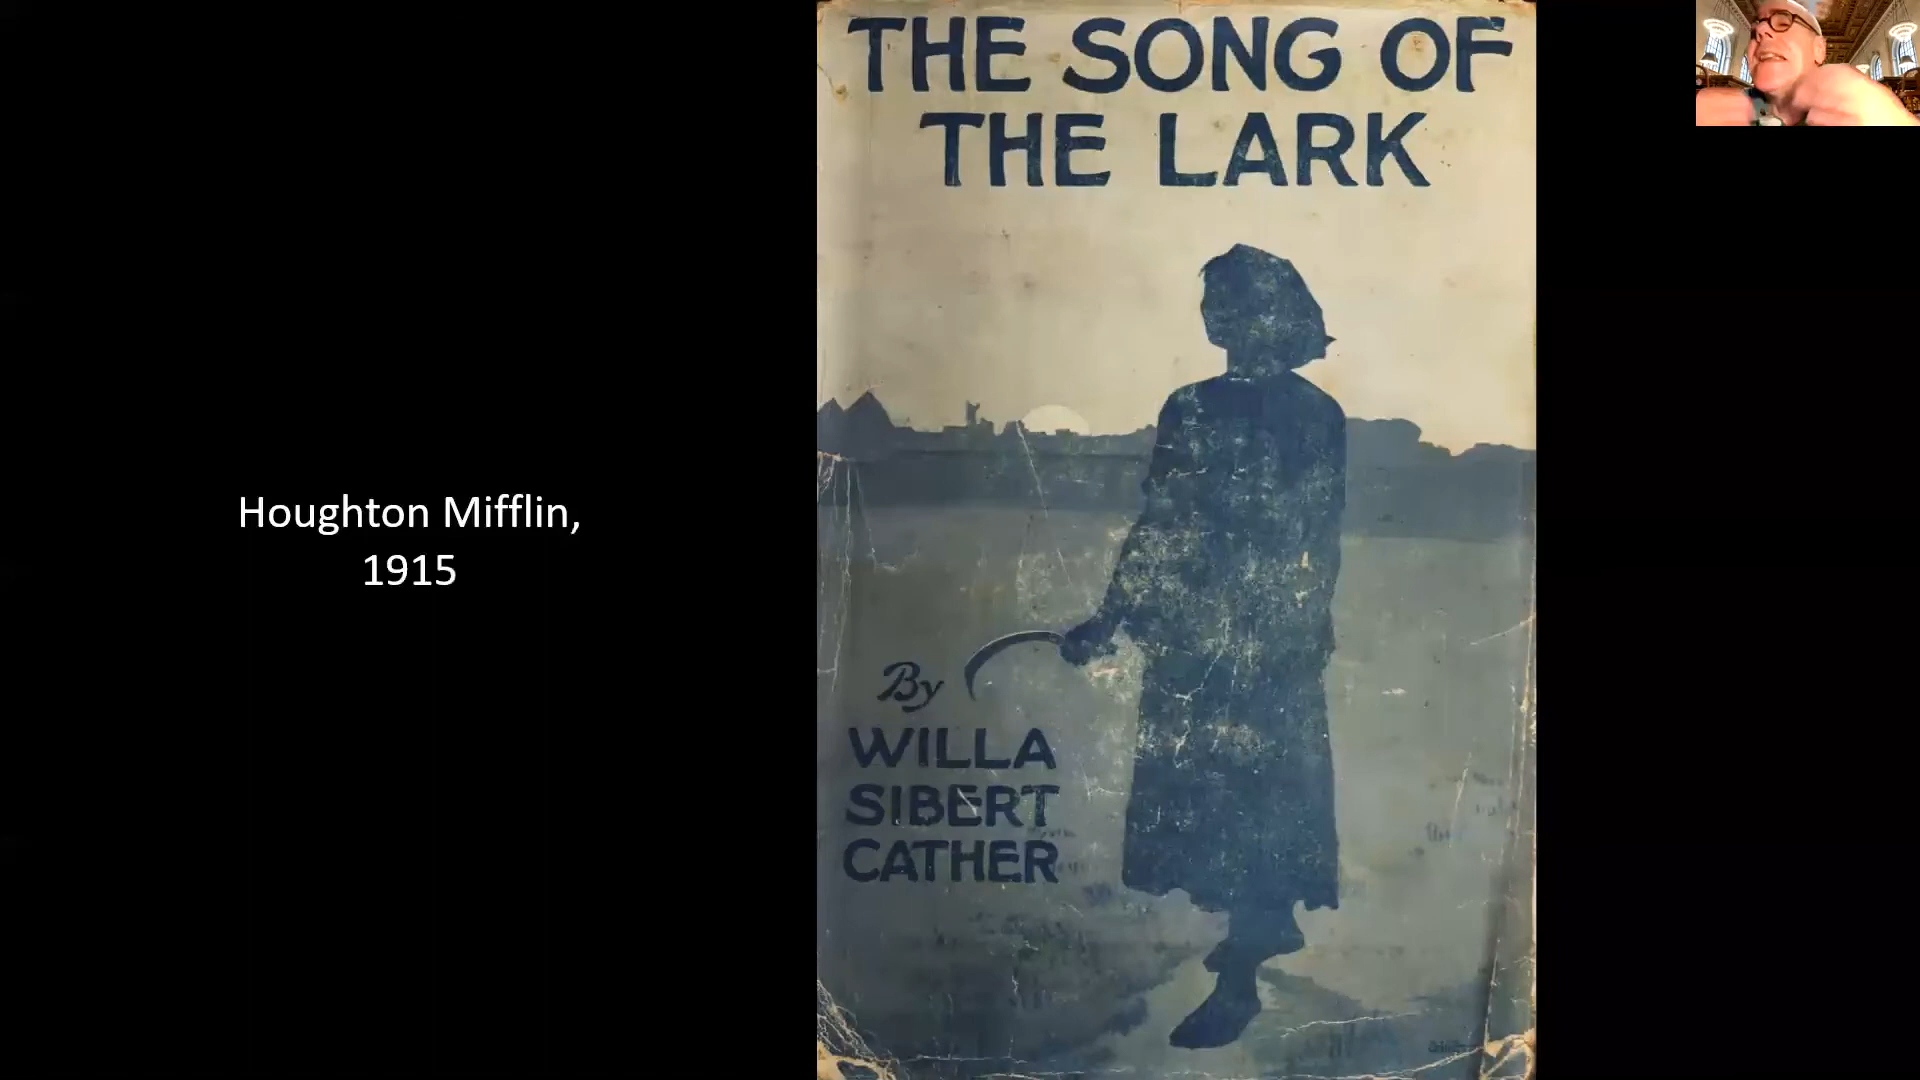 Houghton Mifflin,
1915
THE SONG OF
THE LARK
By
WILLA
SIBERT
CATHER